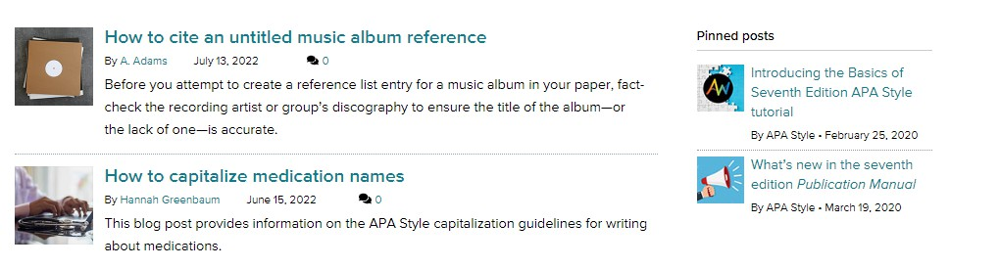 How to cite an untitled music album reference
By A. Adams July 13, 2022 0
Before you attempt to create a reference list entry for a music album in your paper, fact-
check the recording artist or group's discography to ensure the title of the album—or
the lack of one—is accurate.
How to capitalize medication names
By Hannah Greenbaum June 15, 2022 0
This blog post provides information on the APA Style capitalization guidelines for writing
about medications.
Pinned posts
AW
Introducing the Basics of
Seventh Edition APA Style
tutorial
By APA Style • February 25, 2020
What's new in the seventh
edition Publication Manual
By APA Style • March 19, 2020